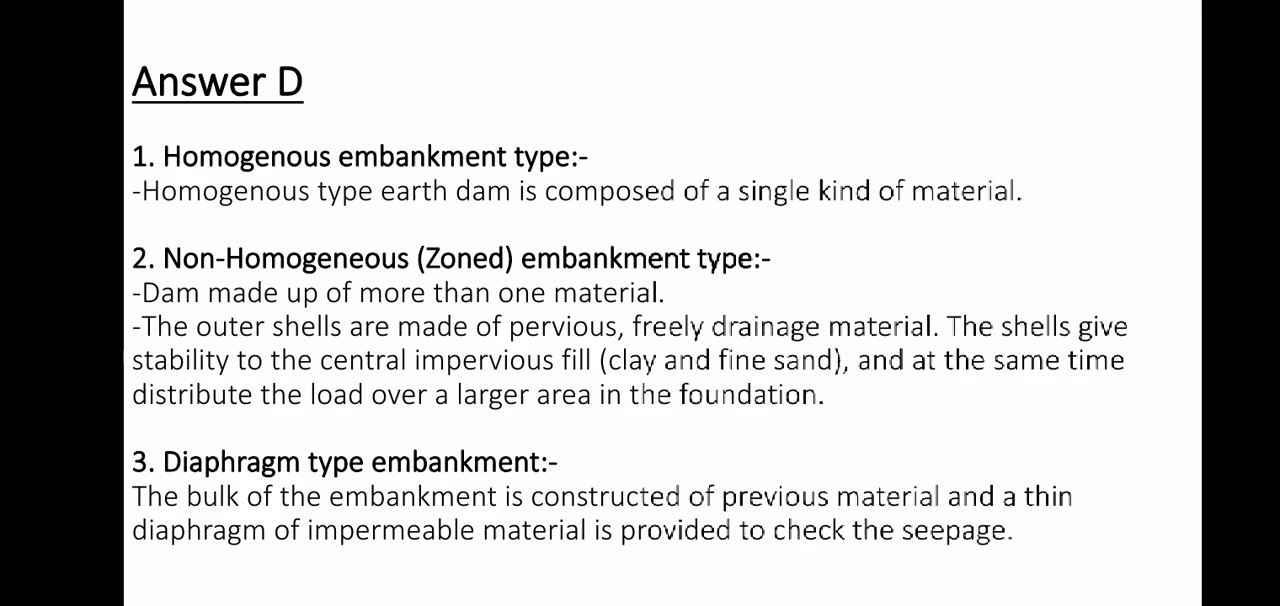 Answer D
1. Homogenous embankment type:-
-Homogenous type earth dam is composed of a single kind of material.
2. Non-Homogeneous (Zoned) embankment type:-
-Dam made up of more than one material.
-The outer shells are made of pervious, freely drainage material. The shells give
stability to the central impervious fill (clay and fine sand), and at the same time
distribute the load over a larger area in the foundation.
3. Diaphragm type embankment:-
The bulk of the embankment is constructed of previous material and a thin
diaphragm of impermeable material is provided to check the seepage.